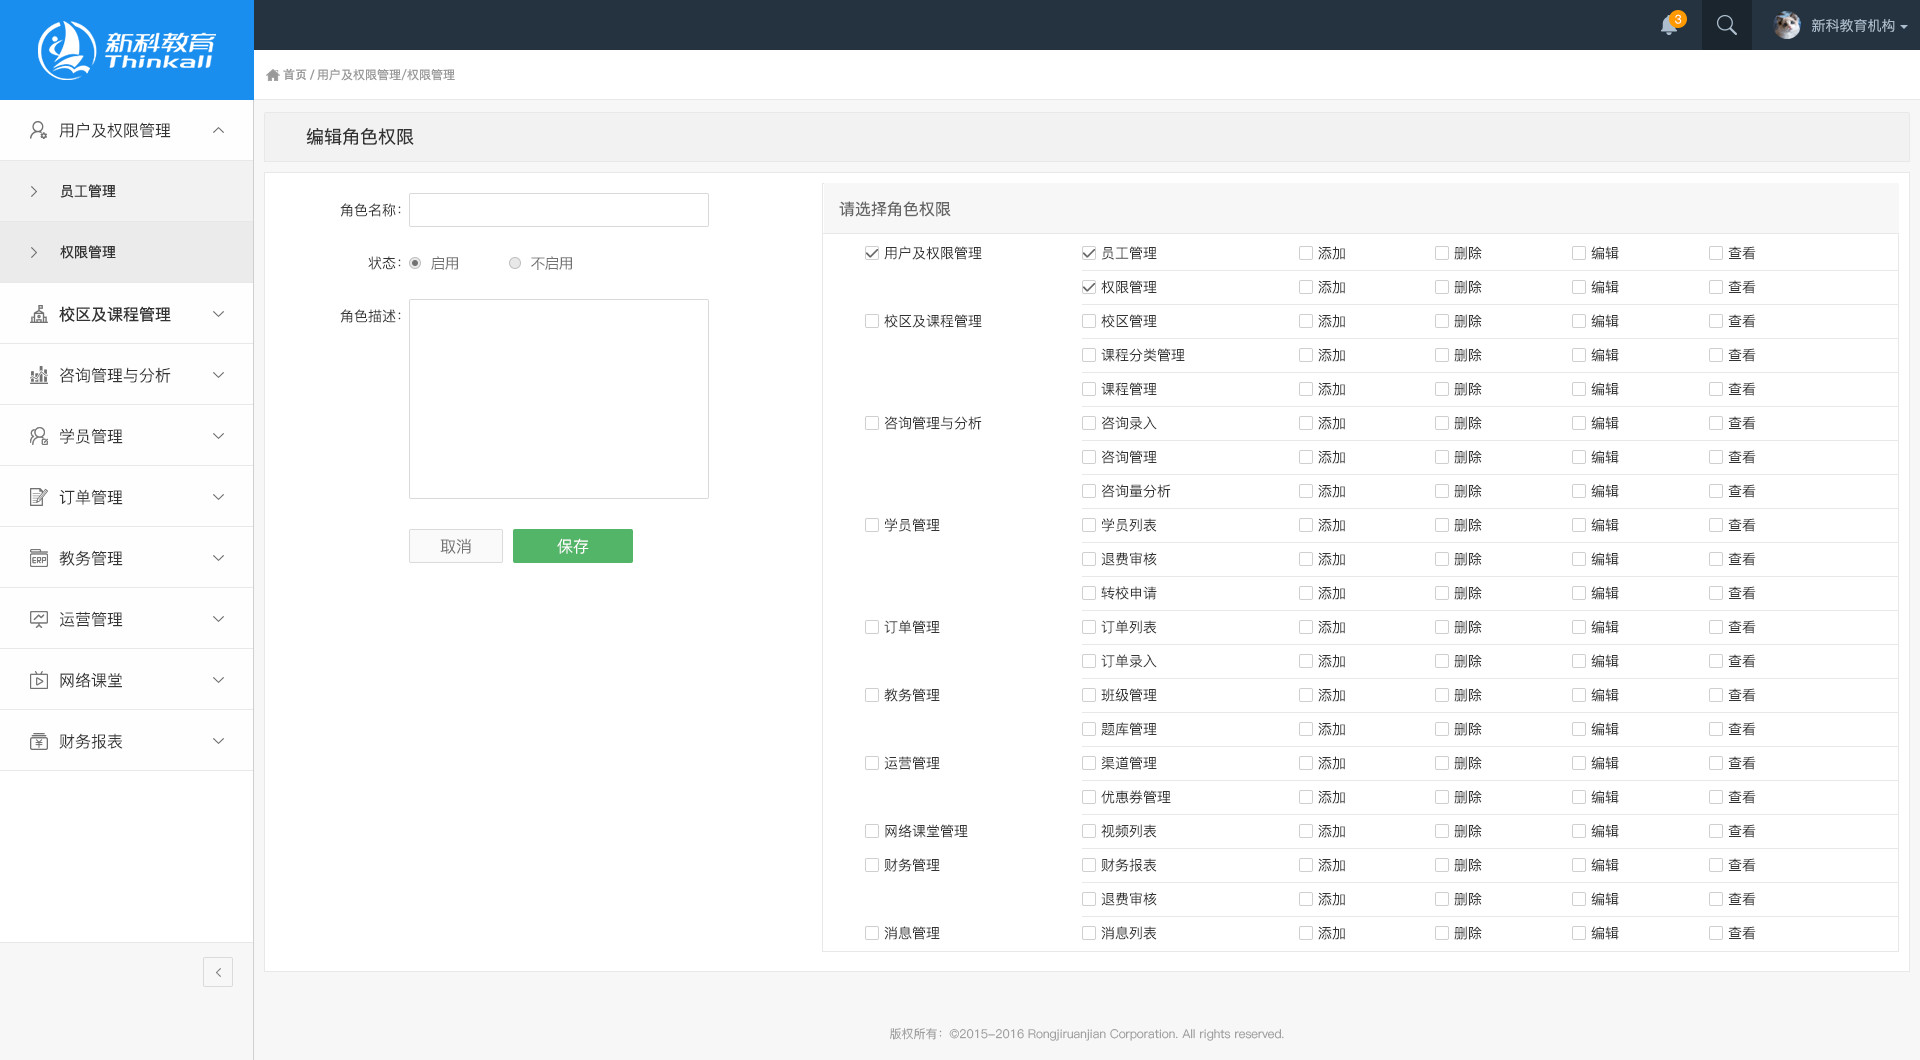 新科教育
Thinkall
3
新科教育机构
首页 / 用户及权限管理/权限管理
用户及权限管理
员工管理
权限管理
校区及课程管理
咨询管理与分析
学员管理
订单管理
ERP
教务管理
运营管理
网络课堂
财务报表
编辑角色权限
角色名称：
状态： 启用 不启用
角色描述：
取消 保存
请选择角色权限
用户及权限管理 员工管理 添加 删除 编辑 查看
权限管理 添加 删除 编辑 查看
校区及课程管理 校区管理 添加 删除 编辑 查看
课程分类管理 添加 删除 编辑 查看
课程管理 添加 删除 编辑 查看
咨询管理与分析 咨询录入 添加 删除 编辑 查看
咨询管理 添加 删除 编辑 查看
咨询量分析 添加 删除 编辑 查看
学员管理 学员列表 添加 删除 编辑 查看
退费审核 添加 删除 编辑 查看
转校申请 添加 删除 编辑 查看
订单管理 订单列表 添加 删除 编辑 查看
订单录入 添加 删除 编辑 查看
教务管理 班级管理 添加 删除 编辑 查看
题库管理 添加 删除 编辑 查看
运营管理 渠道管理 添加 删除 编辑 查看
优惠券管理 添加 删除 编辑 查看
网络课堂管理 视频列表 添加 删除 编辑 查看
财务管理 财务报表 添加 删除 编辑 查看
退费审核 添加 删除 编辑 查看
消息管理 消息列表 添加 删除 编辑 查看
版权所有：©2015-2016 Rongjiruanjian Corporation. All rights reserved.